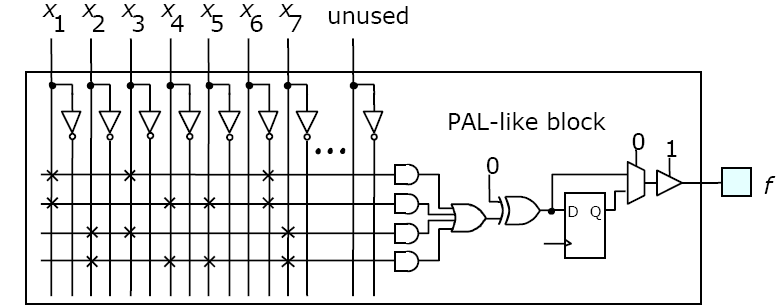 x1 x2 x3 x4 x5 x6 x7 unused
PAL-like block
0 1
0
f
D Q
...